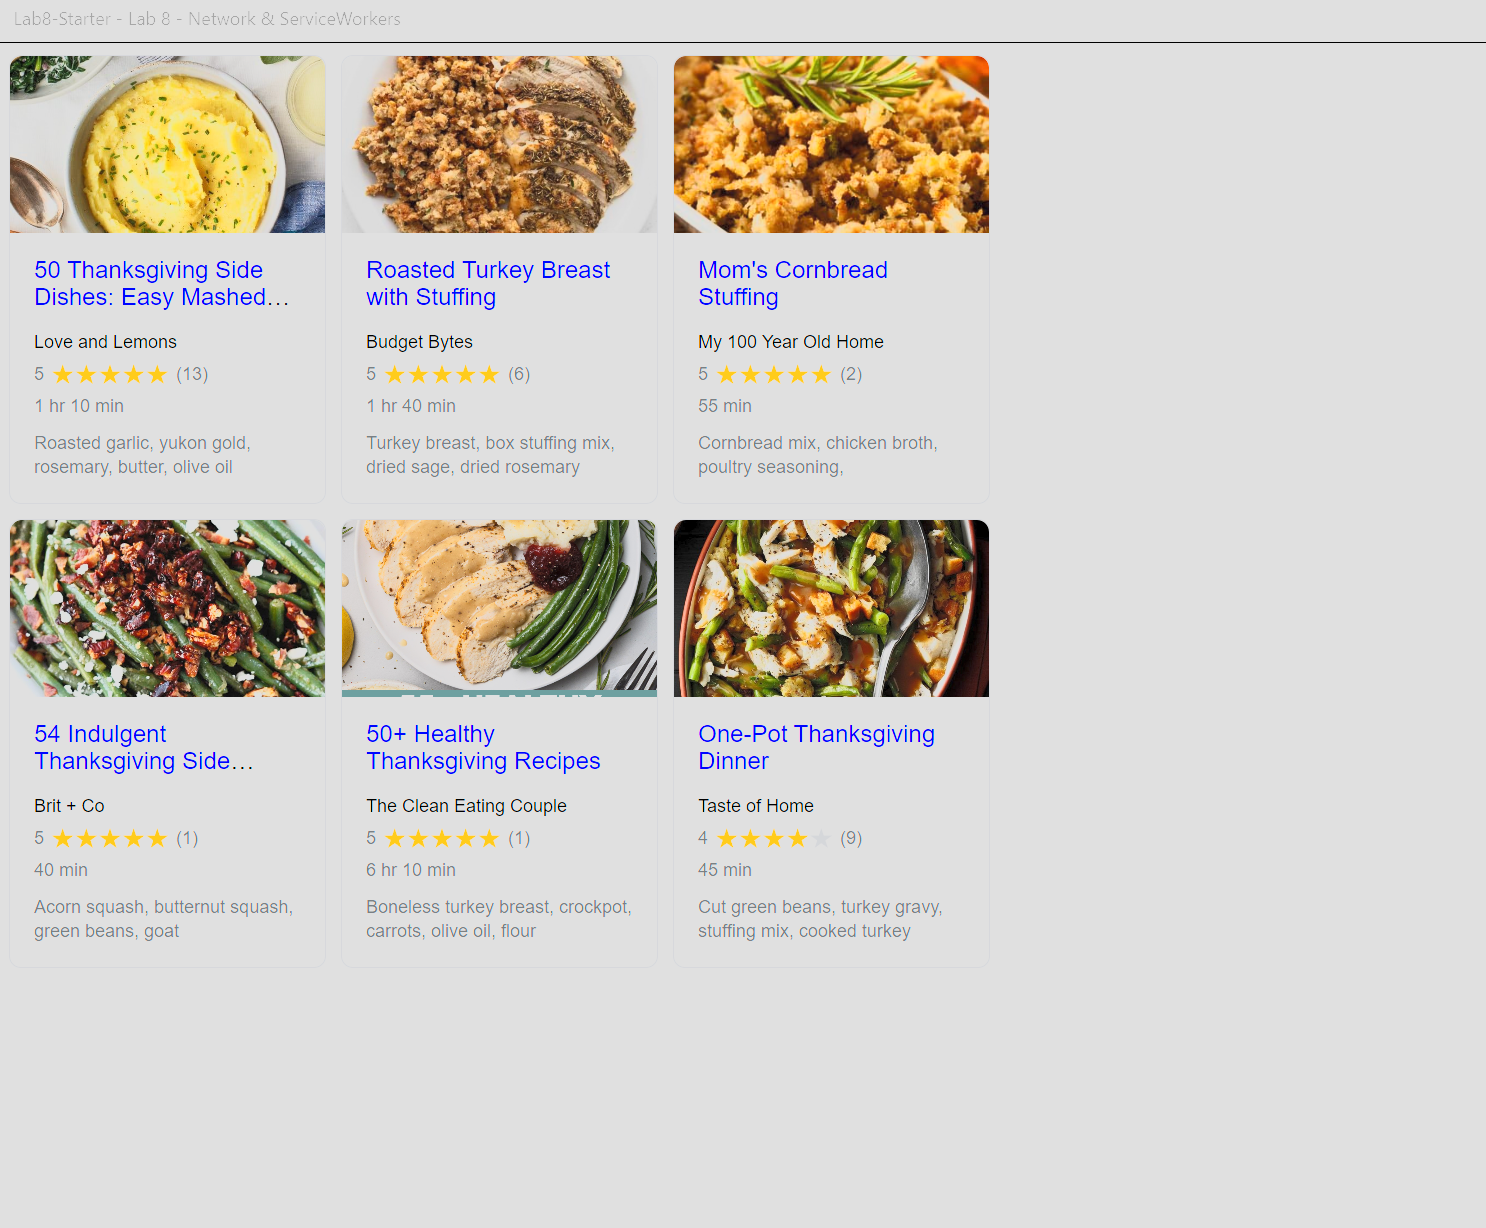 Lab8-Starter - Lab 8 - Network & ServiceWorkers
50 Thanksgiving Side
Dishes: Easy Mashed…
Love and Lemons
5 ★★★★★ (13)
1 hr 10 min
Roasted garlic, yukon gold,
rosemary, butter, olive oil
Roasted Turkey Breast
with Stuffing
Budget Bytes
5 ★★★★★ (6)
1 hr 40 min
Turkey breast, box stuffing mix,
dried sage, dried rosemary
Mom's Cornbread
Stuffing
My 100 Year Old Home
5 ★★★★★ (2)
55 min
Cornbread mix, chicken broth,
poultry seasoning,
54 Indulgent
Thanksgiving Side…
Brit + Co
5 ★★★★★ (1)
40 min
Acorn squash, butternut squash,
green beans, goat
50+ Healthy
Thanksgiving Recipes
The Clean Eating Couple
5 ★★★★★ (1)
6 hr 10 min
Boneless turkey breast, crockpot,
carrots, olive oil, flour
One-Pot Thanksgiving
Dinner
Taste of Home
4 ★★★★★ (9)
45 min
Cut green beans, turkey gravy,
stuffing mix, cooked turkey